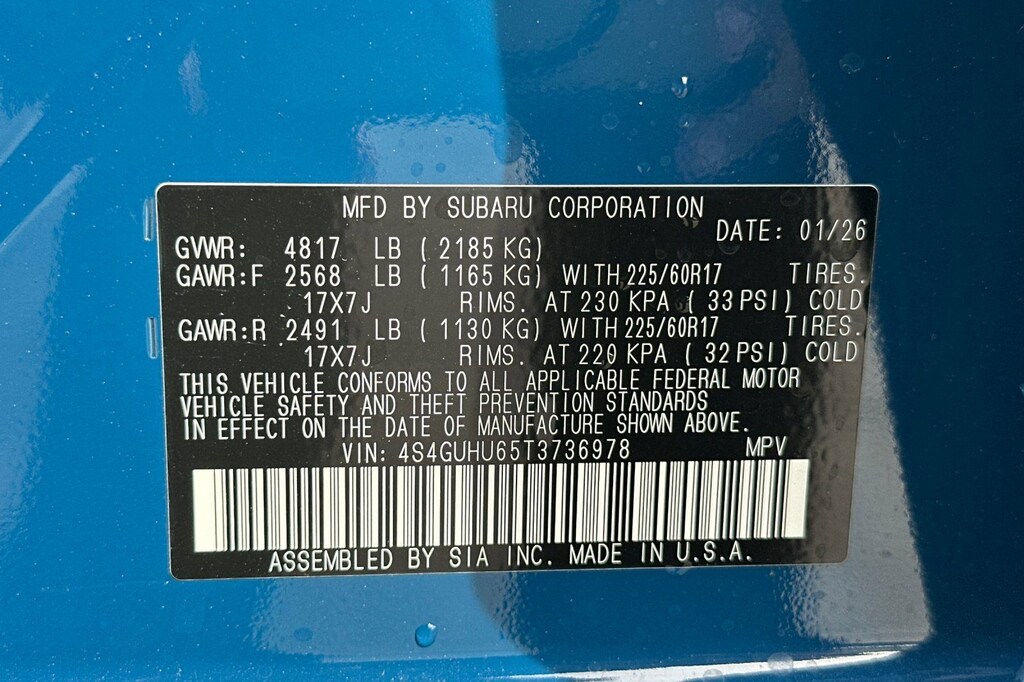 MFD BY SUBARU CORPORATION
DATE: 01/26
GVWR: 4817 LB ( 2185 KG)
GAWR:F 2568 LB ( 1165 KG) WITH 225/60R17 TIRES.
17X7J RIMS. AT 230 KPA ( 33 PSI) COLD
GAWR:R 2491 LB ( 1130 KG) WITH 225/60R17 TIRES.
17X7J RIMS. AT 220 KPA ( 32 PSI) COLD
THIS VEHICLE CONFORMS TO ALL APPLICABLE FEDERAL MOTOR
VEHICLE SAFETY AND THEFT PREVENTION STANDARDS
IN EFFECT ON THE DATE OF MANUFACTURE SHOWN ABOVE.
VIN: 4S4GUHU65T3736978 MPV
ASSEMBLED BY SIA INC. MADE IN U.S.A.